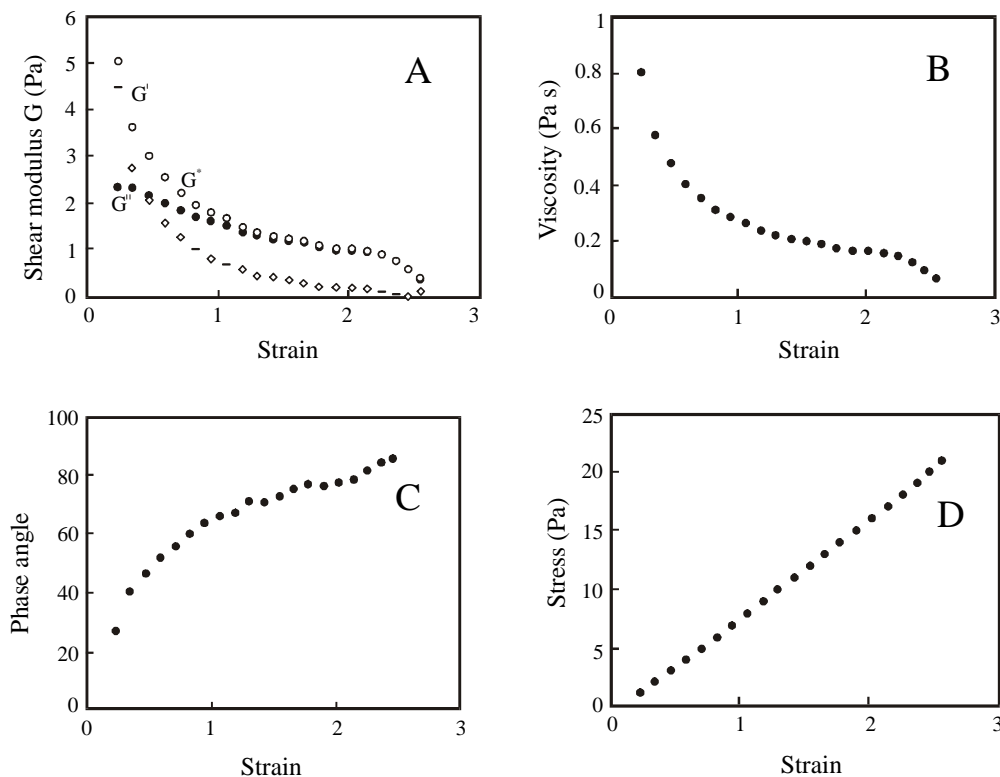 A
Shear modulus G (Pa)
6
5
4
3
2
1
0
G'
G*
G"
0 1 2 3
Strain
B
Viscosity (Pa s)
1
0.8
0.6
0.4
0.2
0
0 1 2 3
Strain
C
Phase angle
100
80
60
40
20
0
0 1 2 3
Strain
D
Stress (Pa)
25
20
15
10
5
0
0 1 2 3
Strain